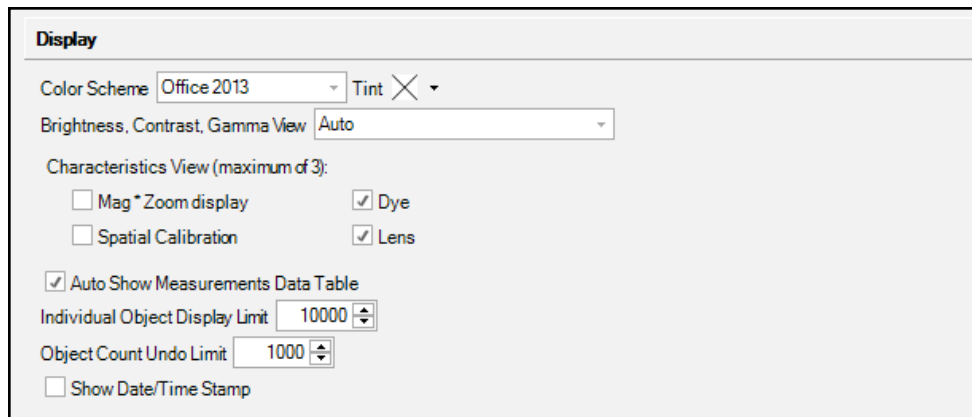 Display
Color Scheme Office 2013 Tint
Brightness, Contrast, Gamma View Auto
Characteristics View (maximum of 3):
Mag * Zoom display Dye
Spatial Calibration Lens
Auto Show Measurements Data Table
Individual Object Display Limit 10000
Object Count Undo Limit 1000
Show Date/Time Stamp